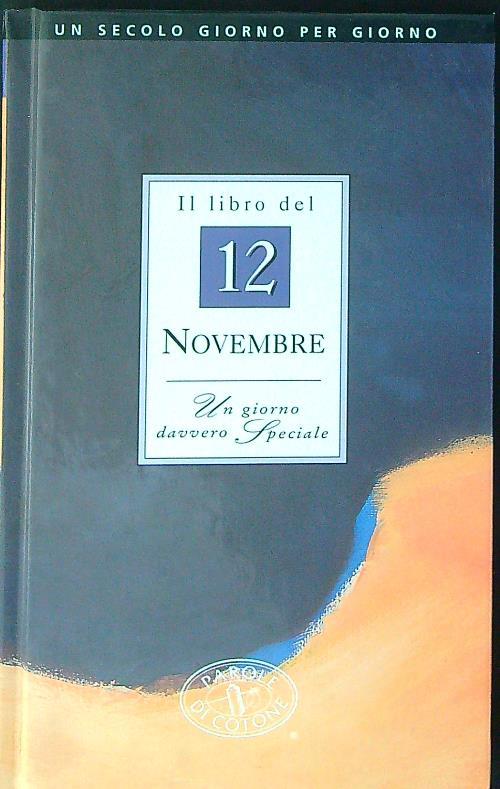 UN SECOLO GIORNO PER GIORNO
Il libro del
12
NOVEMBRE
Un giorno
davvero Speciale
PAROLE
DI COTONE